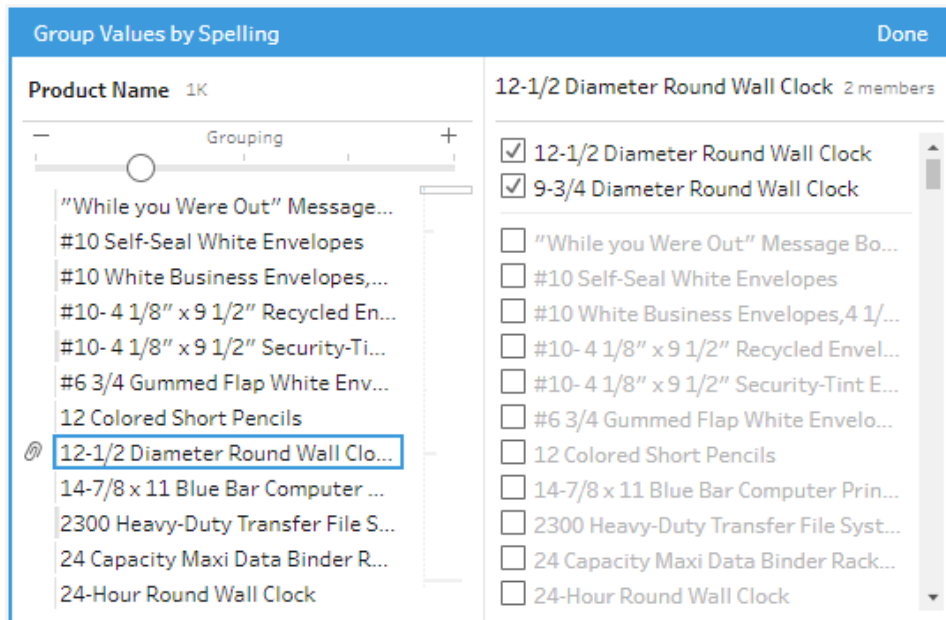 Group Values by Spelling
Done
Product Name 1K
Grouping
"While you Were Out" Message...
#10 Self-Seal White Envelopes
#10 White Business Envelopes,...
#10- 4 1/8" x 9 1/2" Recycled En...
#10- 4 1/8" x 9 1/2" Security-Ti...
#6 3/4 Gummed Flap White Env...
12 Colored Short Pencils
12-1/2 Diameter Round Wall Clo...
14-7/8 x 11 Blue Bar Computer ...
2300 Heavy-Duty Transfer File S...
24 Capacity Maxi Data Binder R...
24-Hour Round Wall Clock
12-1/2 Diameter Round Wall Clock 2 members
12-1/2 Diameter Round Wall Clock
9-3/4 Diameter Round Wall Clock
"While you Were Out" Message Bo...
#10 Self-Seal White Envelopes
#10 White Business Envelopes,4 1/...
#10- 4 1/8" x 9 1/2" Recycled Envel...
#10- 4 1/8" x 9 1/2" Security-Tint E...
#6 3/4 Gummed Flap White Envelo...
12 Colored Short Pencils
14-7/8 x 11 Blue Bar Computer Prin...
2300 Heavy-Duty Transfer File Syst...
24 Capacity Maxi Data Binder Rack...
24-Hour Round Wall Clock